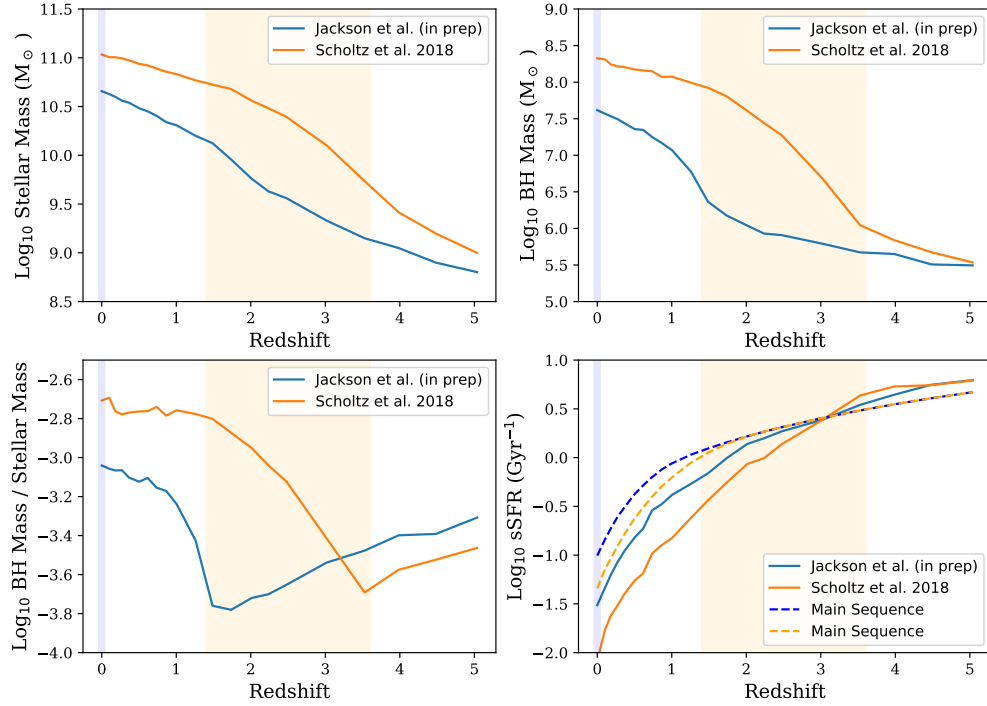 Log₁₀ Stellar Mass (M⊙)
11.5
11.0
10.5
10.0
9.5
9.0
8.5
Jackson et al. (in prep)
Scholtz et al. 2018
0 1 2 3 4 5
Redshift
Log₁₀ BH Mass (M⊙)
9.0
8.5
8.0
7.5
7.0
6.5
6.0
5.5
5.0
Jackson et al. (in prep)
Scholtz et al. 2018
0 1 2 3 4 5
Redshift
Log₁₀ BH Mass / Stellar Mass
−2.6
−2.8
−3.0
−3.2
−3.4
−3.6
−3.8
−4.0
Jackson et al. (in prep)
Scholtz et al. 2018
0 1 2 3 4 5
Redshift
Log₁₀ sSFR (Gyr⁻¹)
1.0
0.5
0.0
−0.5
−1.0
−1.5
−2.0
Jackson et al. (in prep)
Scholtz et al. 2018
Main Sequence
Main Sequence
0 1 2 3 4 5
Redshift